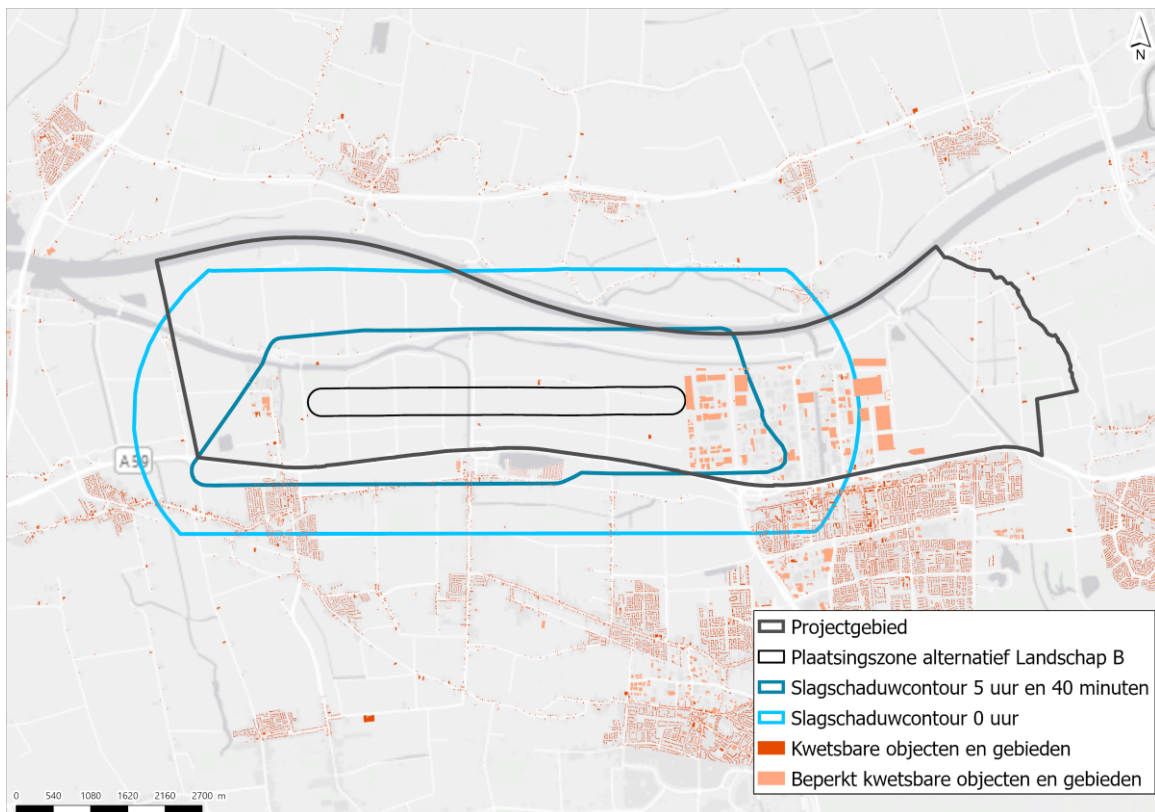 N
A59
Projectgebied
Plaatsingszone alternatief Landschap B
Slagschaduwcontour 5 uur en 40 minuten
Slagschaduwcontour 0 uur
Kwetsbare objecten en gebieden
Beperkt kwetsbare objecten en gebieden
0 540 1080 1620 2160 2700 m